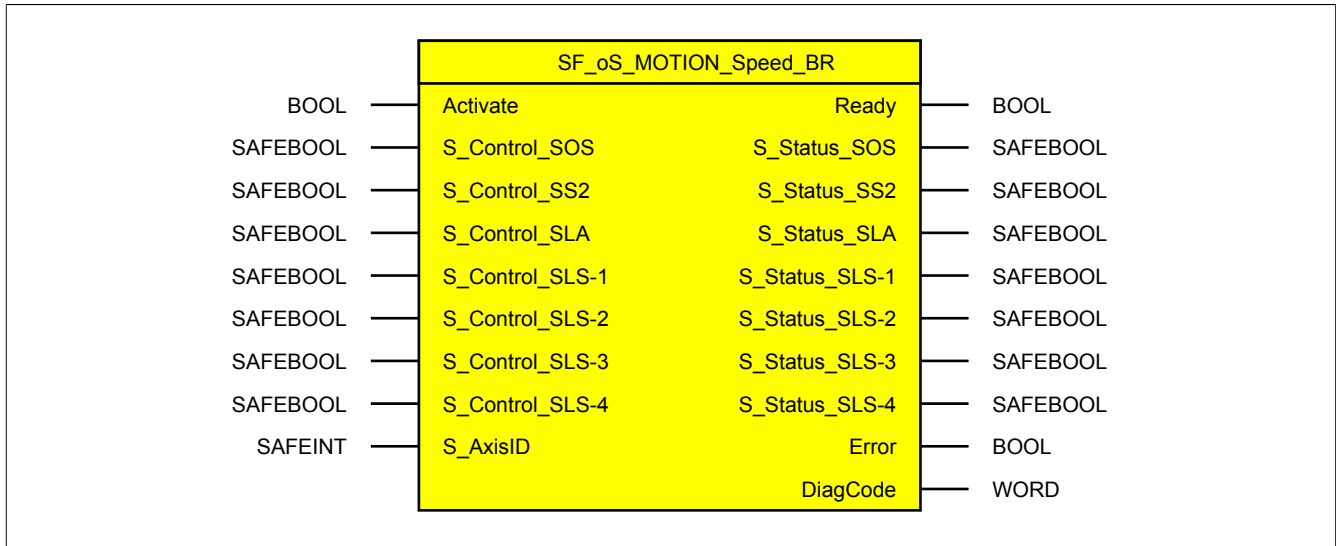 SF_oS_MOTION_Speed_BR
BOOL Activate Ready BOOL
SAFEBOOL S_Control_SOS S_Status_SOS SAFEBOOL
SAFEBOOL S_Control_SS2 S_Status_SS2 SAFEBOOL
SAFEBOOL S_Control_SLA S_Status_SLA SAFEBOOL
SAFEBOOL S_Control_SLS-1 S_Status_SLS-1 SAFEBOOL
SAFEBOOL S_Control_SLS-2 S_Status_SLS-2 SAFEBOOL
SAFEBOOL S_Control_SLS-3 S_Status_SLS-3 SAFEBOOL
SAFEBOOL S_Control_SLS-4 S_Status_SLS-4 SAFEBOOL
SAFEINT S_AxisID Error BOOL
DiagCode WORD